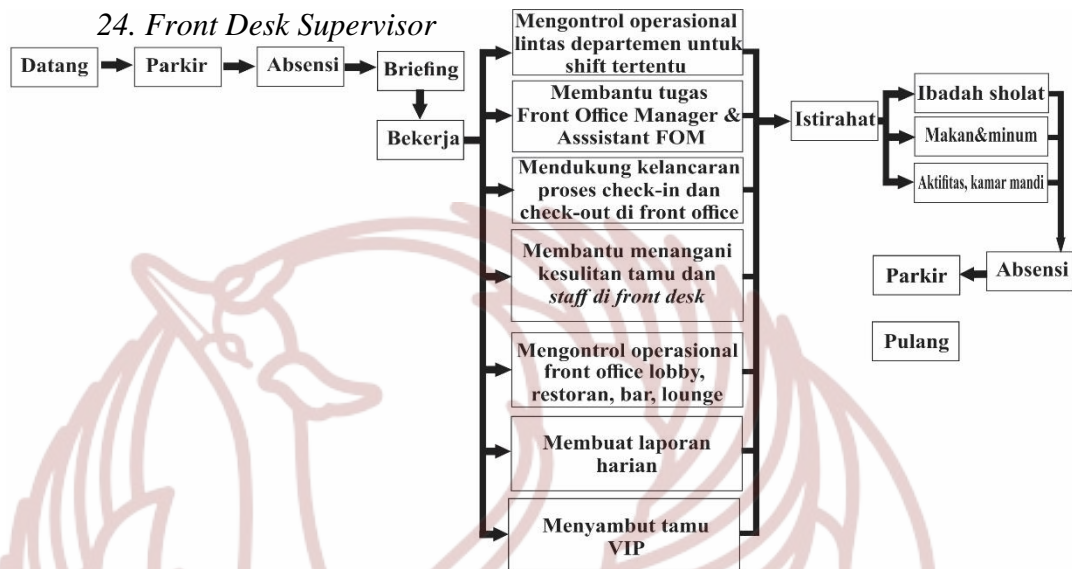 24. Front Desk Supervisor
Datang
Parkir
Absensi
Briefing
Bekerja
Mengontrol operasional
lintas departemen untuk
shift tertentu
Membantu tugas
Front Office Manager &
Asssistant FOM
Mendukung kelancaran
proses check-in dan
check-out di front office
Membantu menangani
kesulitan tamu dan
staff di front desk
Mengontrol operasional
front office lobby,
restoran, bar, lounge
Membuat laporan
harian
Menyambut tamu
VIP
Istirahat
Ibadah sholat
Makan&minum
Aktifitas, kamar mandi
Absensi
Parkir
Pulang